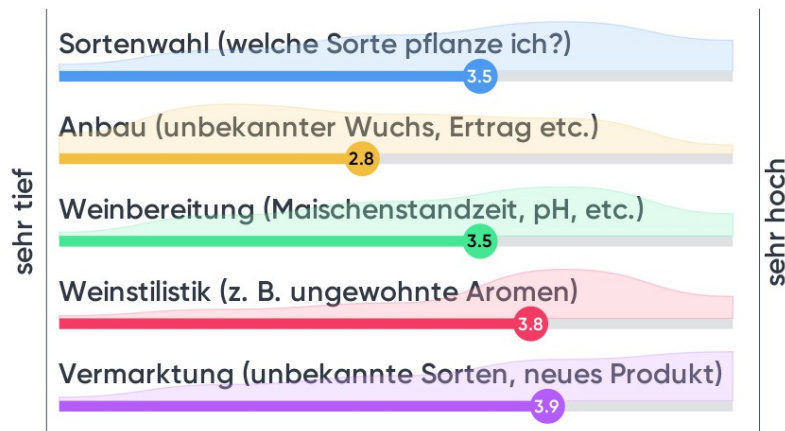 Sortenwahl (welche Sorte pflanze ich?)
3.5
Anbau (unbekannter Wuchs, Ertrag etc.)
2.8
sehr tief
Weinbereitung (Maischenstandzeit, pH, etc.)
3.5
sehr hoch
Weinstilistik (z. B. ungewohnte Aromen)
3.8
Vermarktung (unbekannte Sorten, neues Produkt)
3.9